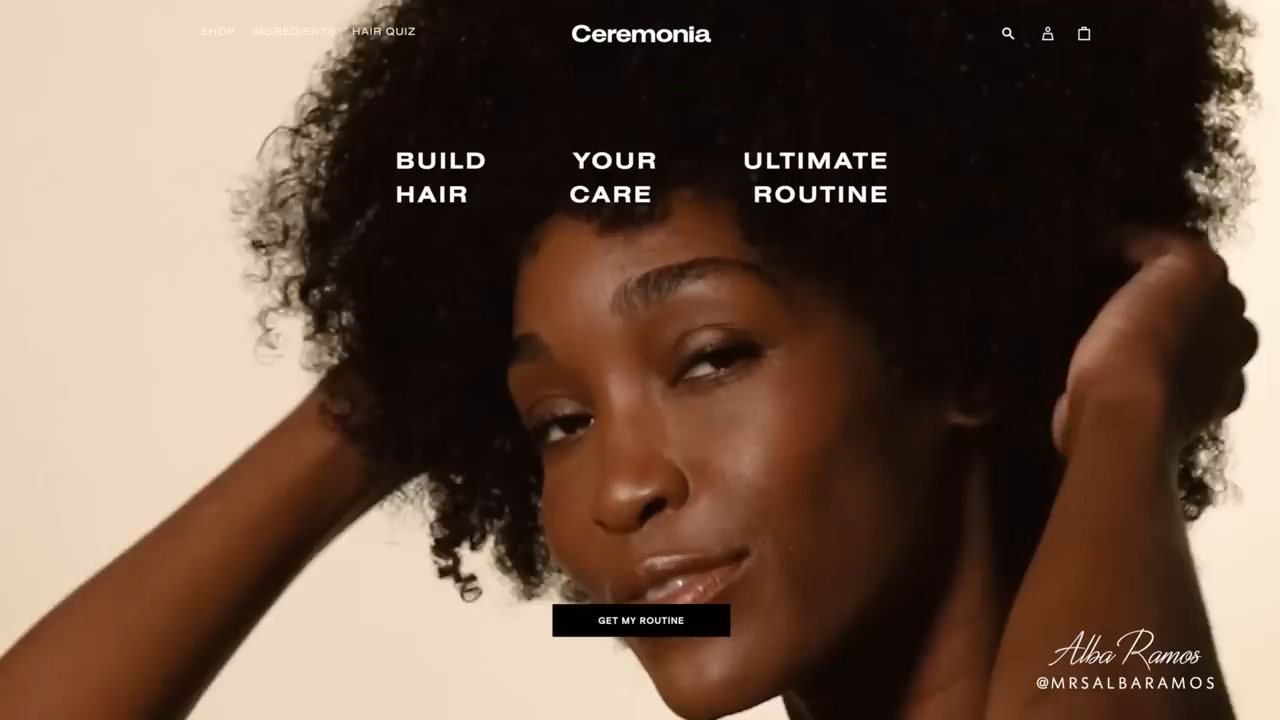 SHOP INGREDIENTS HAIR QUIZ
Ceremonia
BUILD YOUR ULTIMATE
HAIR CARE ROUTINE
GET MY ROUTINE
Alba Ramos
@MRSALBARAMOS